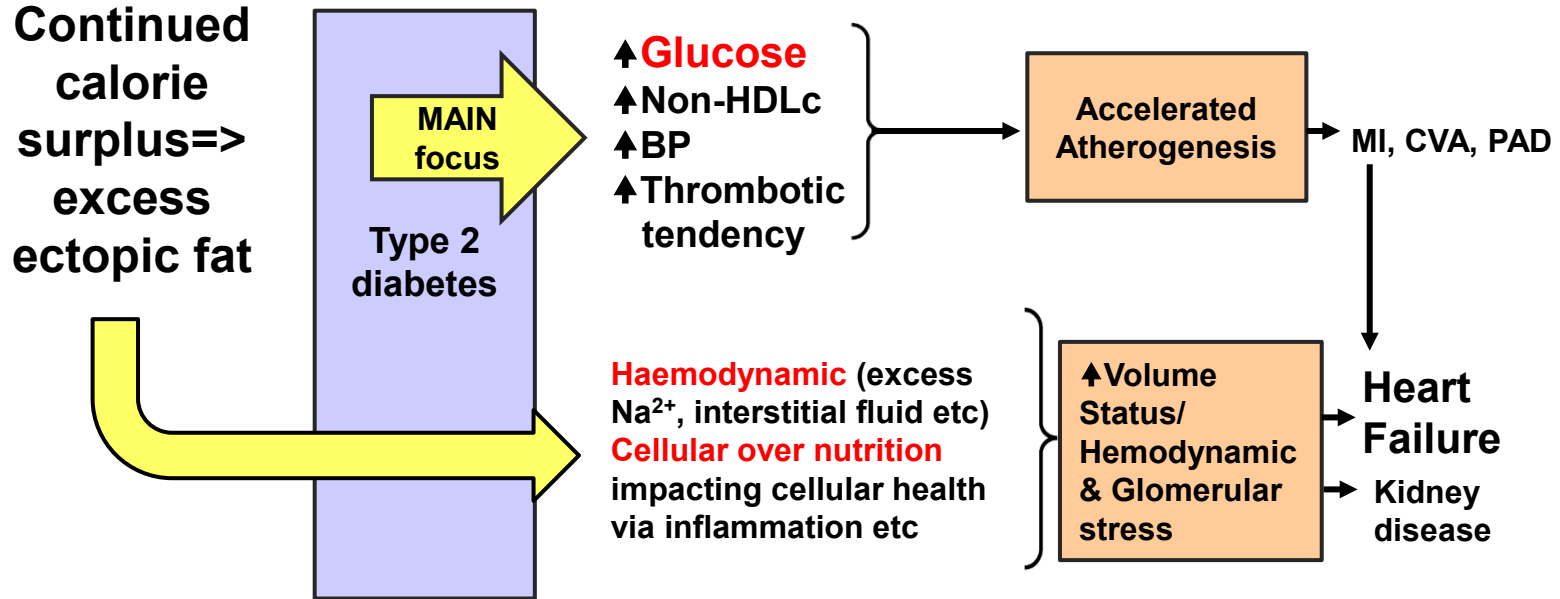 Continued
calorie
surplus=>
excess
ectopic fat
MAIN
focus
Type 2
diabetes
Glucose
Non-HDLc
BP
Thrombotic
tendency
Accelerated
Atherogenesis
MI, CVA, PAD
Haemodynamic (excess
Na²⁺, interstitial fluid etc)
Cellular over nutrition
impacting cellular health
via inflammation etc
Volume
Status/
Hemodynamic
& Glomerular
stress
Heart
Failure
Kidney
disease